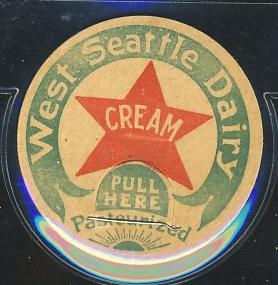 West Seattle Dairy
CREAM
PULL
HERE
Pasteurized